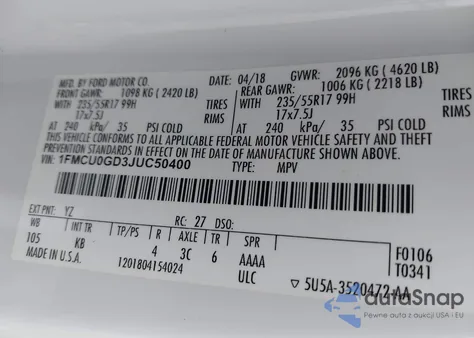 MFD. BY FORD MOTOR CO.
DATE: 04/18 GVWR: 2096 KG (4620 LB)
FRONT GAWR: 1098 KG (2420 LB) REAR GAWR: 1006 KG (2218 LB)
WITH 235/55R17 99H TIRES WITH 235/55R17 99H TIRES
17x7.5J RIMS 17x7.5J RIMS
AT 240 kPa/ 35 PSI COLD AT 240 kPa/ 35 PSI COLD
THIS VEHICLE CONFORMS TO ALL APPLICABLE FEDERAL MOTOR VEHICLE SAFETY AND THEFT
PREVENTION STANDARDS IN EFFECT ON THE DATE OF MANUFACTURE SHOWN ABOVE.
VIN: 1FMCU0GD3JUC50400 TYPE: MPV
EXT PNT: YZ RC: 27 DSO:
WB INT TR TP/PS R AXLE TR SPR F0106
105 KB 4 3C 6 AAAA T0341
MADE IN U.S.A. 1201804154024 ULC ▽ 5U5A-3520472-AA
autoSnap
Pewne auta z USA i EU